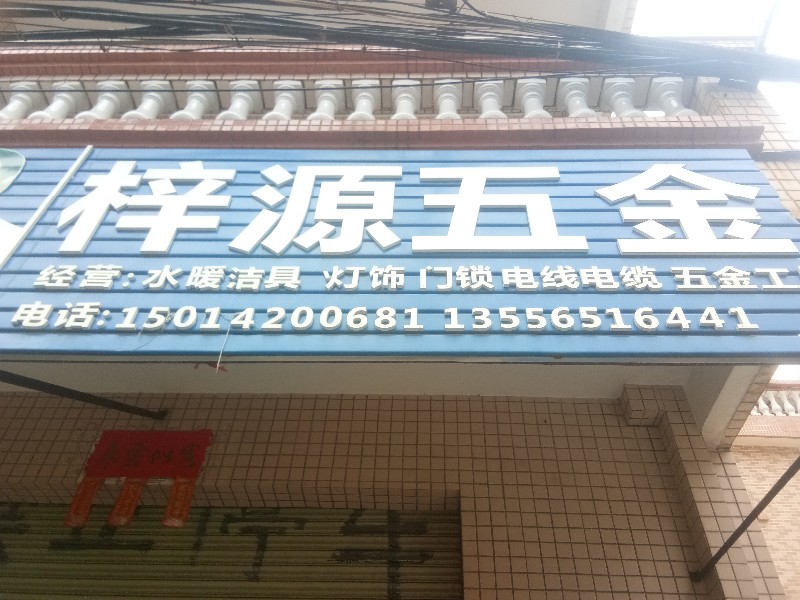 梓源五金
经营:水暖洁具 灯饰 门锁 电线电缆 五金工
电话:15014200681 13556516441